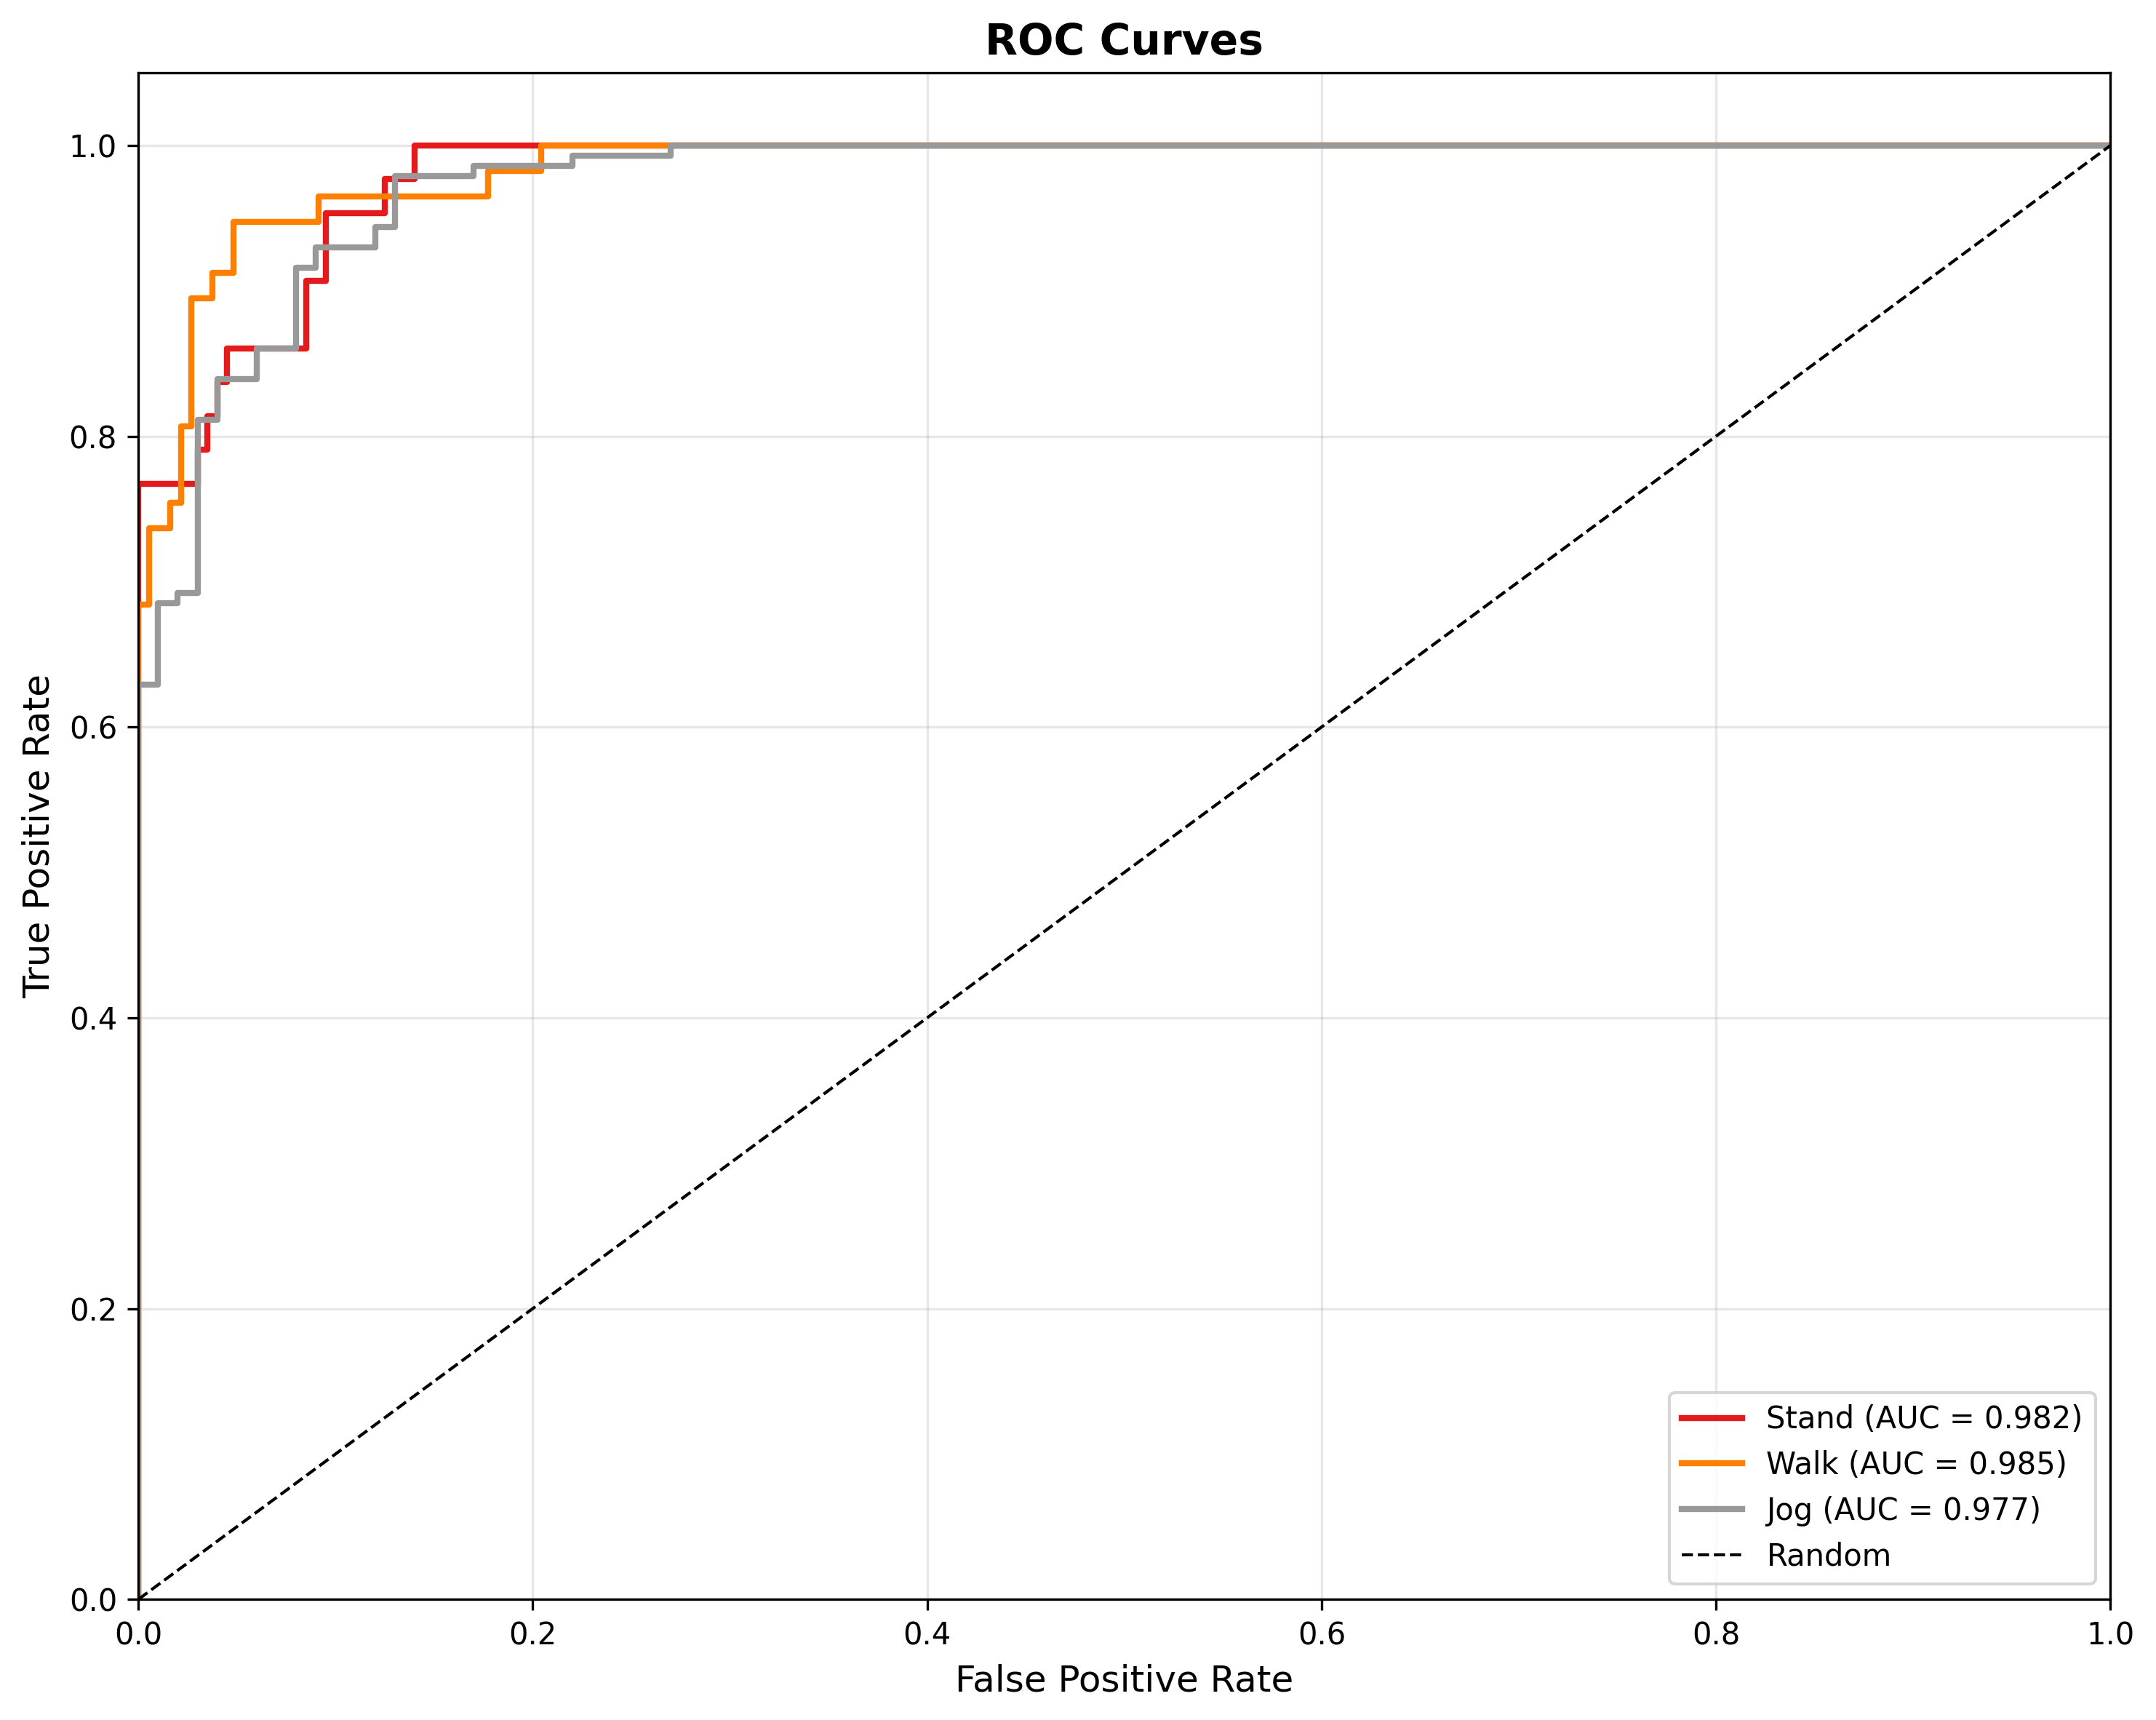 ROC Curves
True Positive Rate
1.0
0.8
0.6
0.4
0.2
0.0
0.0 0.2 0.4 0.6 0.8 1.0
False Positive Rate
Stand (AUC = 0.982)
Walk (AUC = 0.985)
Jog (AUC = 0.977)
Random